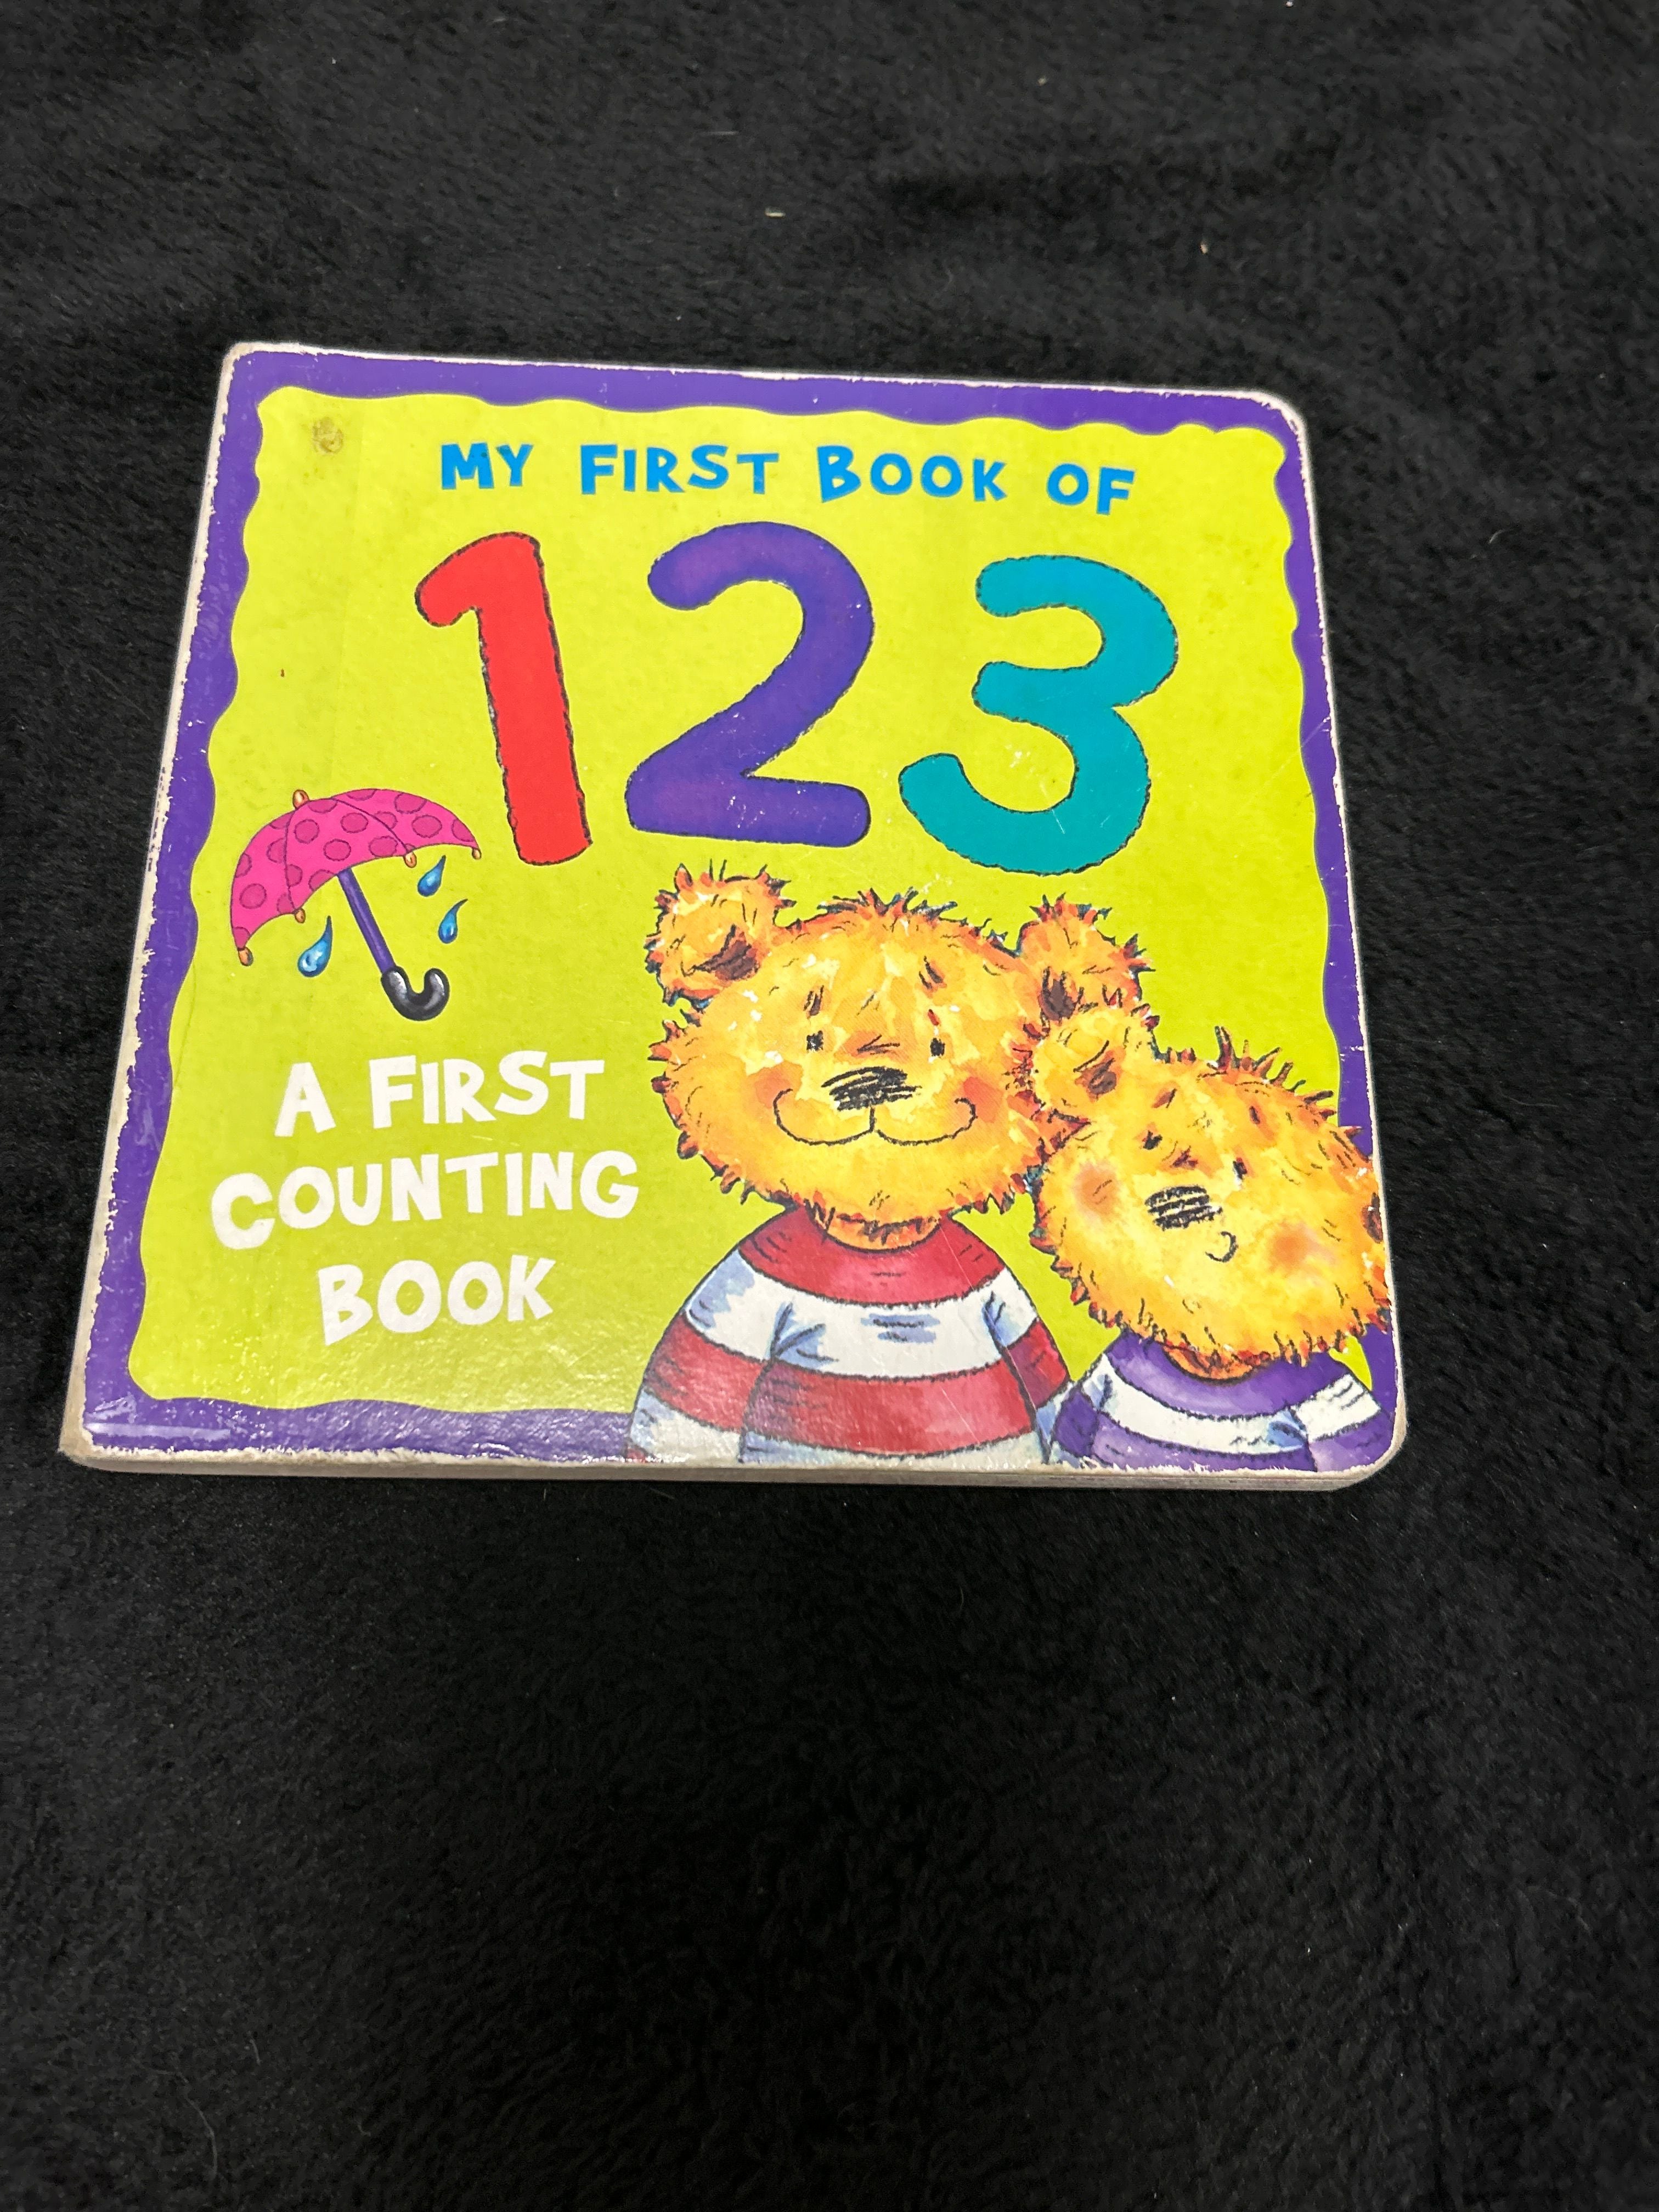 MY FIRST BOOK OF
123
A FIRST
COUNTING
BOOK